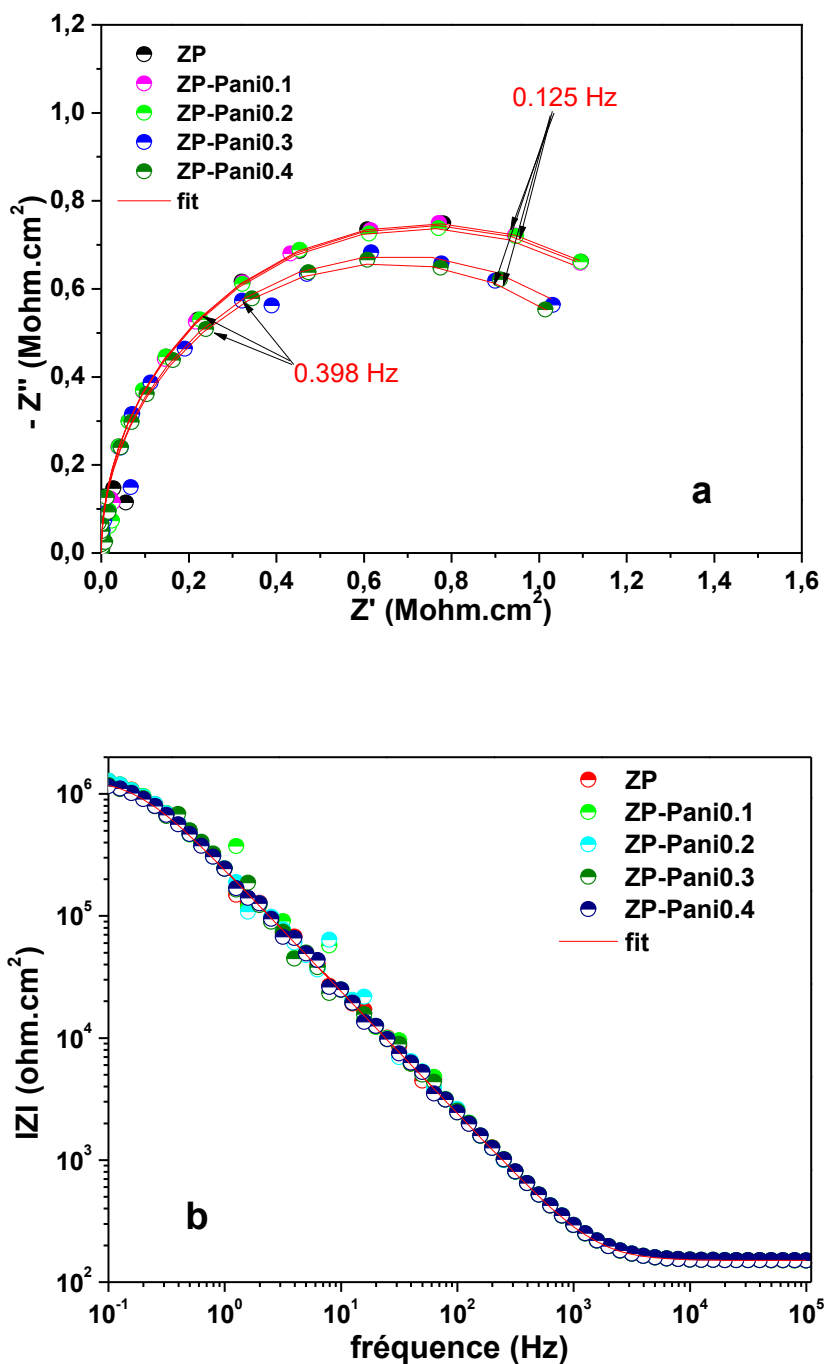 1,2
1,0
0,8
0,6
0,4
0,2
0,0
- Z" (Mohm.cm²)
ZP
ZP-Pani0.1
ZP-Pani0.2
ZP-Pani0.3
ZP-Pani0.4
fit
0.125 Hz
0.398 Hz
a
0,0 0,2 0,4 0,6 0,8 1,0 1,2 1,4 1,6
Z' (Mohm.cm²)
10⁶
10⁵
10⁴
10³
10²
IZI (ohm.cm²)
ZP
ZP-Pani0.1
ZP-Pani0.2
ZP-Pani0.3
ZP-Pani0.4
fit
b
10⁻¹ 10⁰ 10¹ 10² 10³ 10⁴ 10⁵
fréquence (Hz)